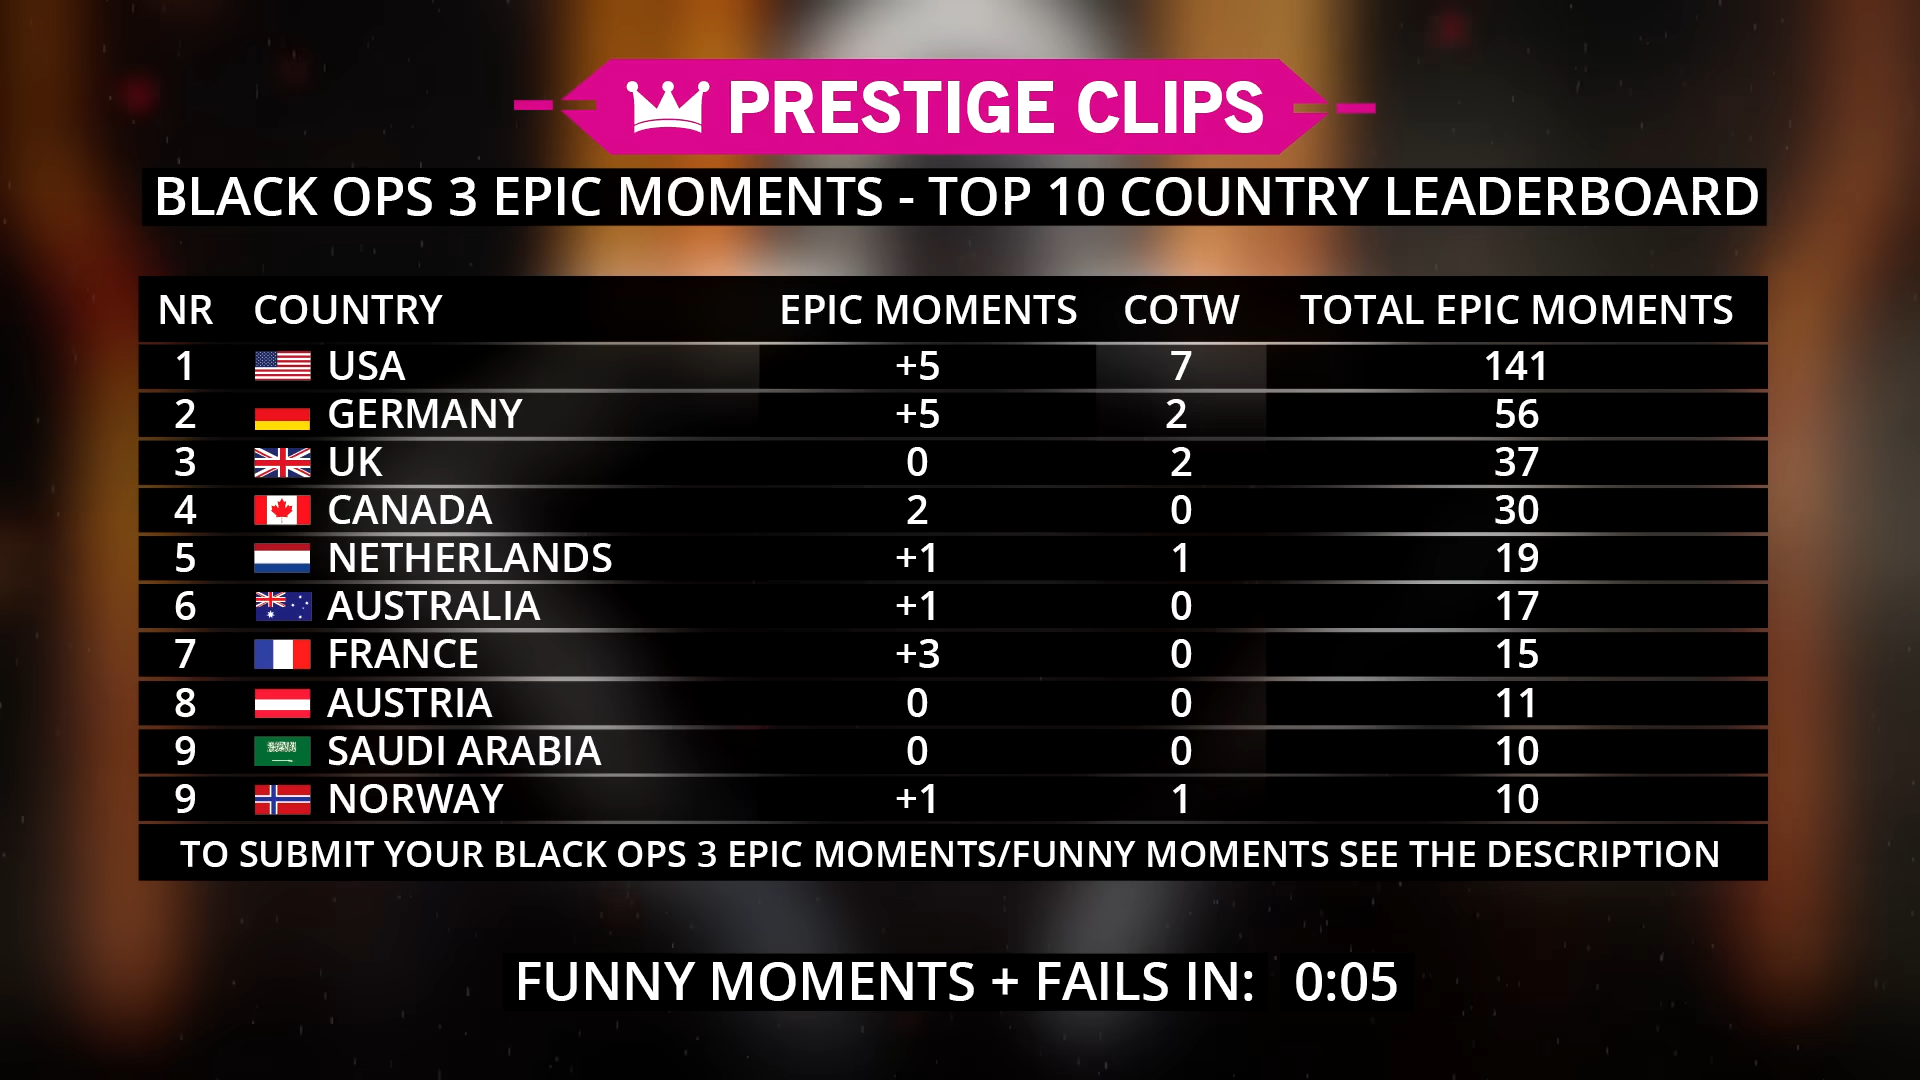 PRESTIGE CLIPS
BLACK OPS 3 EPIC MOMENTS - TOP 10 COUNTRY LEADERBOARD
NR COUNTRY EPIC MOMENTS COTW TOTAL EPIC MOMENTS
1 USA +5 7 141
2 GERMANY +5 2 56
3 UK 0 2 37
4 CANADA 2 0 30
5 NETHERLANDS +1 1 19
6 AUSTRALIA +1 0 17
7 FRANCE +3 0 15
8 AUSTRIA 0 0 11
9 SAUDI ARABIA 0 0 10
9 NORWAY +1 1 10
TO SUBMIT YOUR BLACK OPS 3 EPIC MOMENTS/FUNNY MOMENTS SEE THE DESCRIPTION
FUNNY MOMENTS + FAILS IN: 0:05